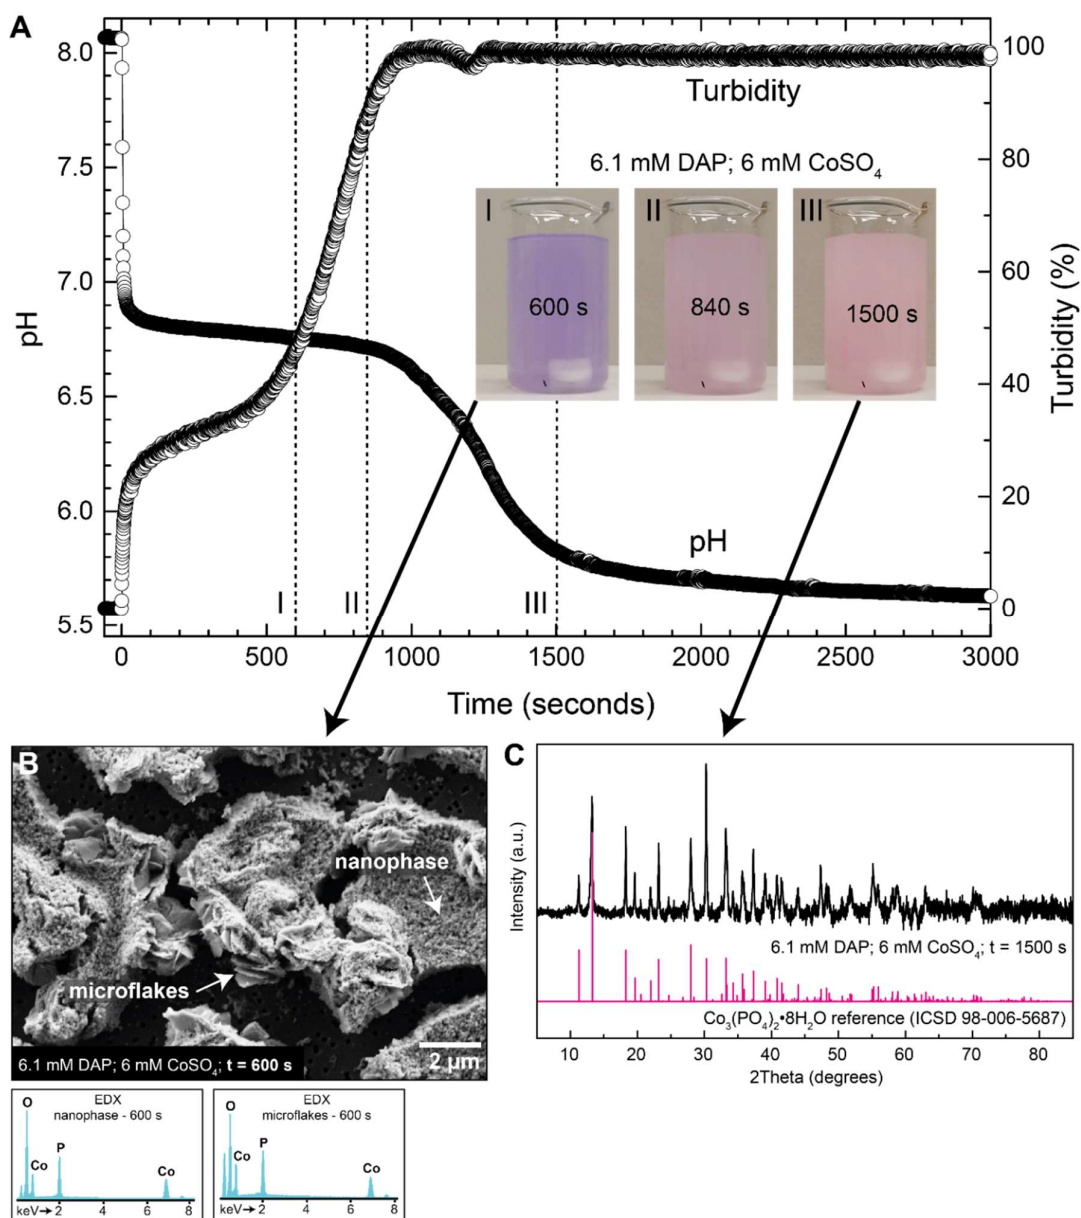 A
8.0
7.5
7.0
6.5
6.0
5.5
pH
100
80
60
40
20
0
Turbidity (%)
Turbidity
6.1 mM DAP; 6 mM CoSO₄
I
II
III
600 s
840 s
1500 s
pH
I
II
III
0
500
1000
1500
2000
2500
3000
Time (seconds)
B
nanophase
microflakes
2 µm
6.1 mM DAP; 6 mM CoSO₄; t = 600 s
C
Intensity (a.u.)
6.1 mM DAP; 6 mM CoSO₄; t = 1500 s
Co₃(PO₄)₂•8H₂O reference (ICSD 98-006-5687)
10
20
30
40
50
60
70
80
2Theta (degrees)
EDX
nanophase - 600 s
O
Co
P
Co
keV→ 2
4
6
8
EDX
microflakes - 600 s
O
Co
P
Co
keV→ 2
4
6
8